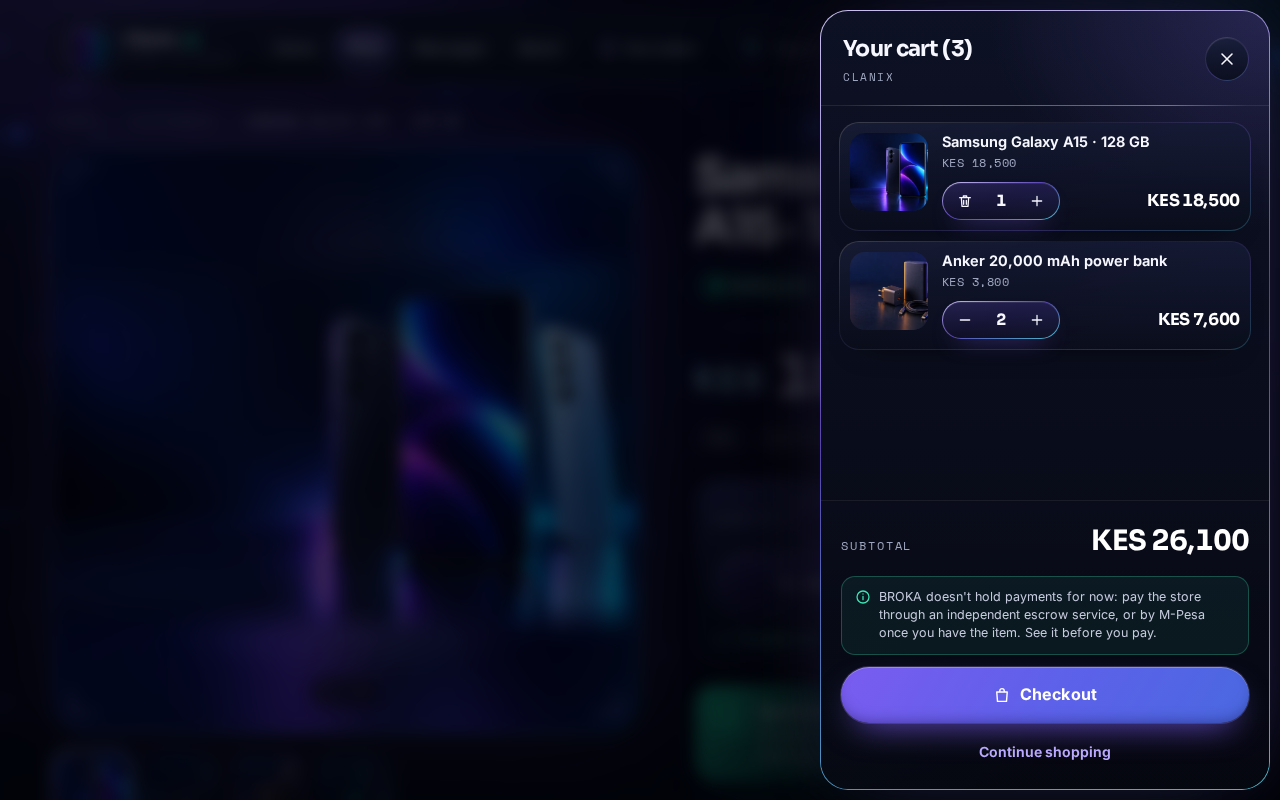 Your cart (3)
CLANIX
Samsung Galaxy A15 · 128 GB
KES 18,500
1
KES 18,500
Anker 20,000 mAh power bank
KES 3,800
2
KES 7,600
SUBTOTAL
KES 26,100
BROKA doesn't hold payments for now: pay the store
through an independent escrow service, or by M-Pesa
once you have the item. See it before you pay.
Checkout
Continue shopping